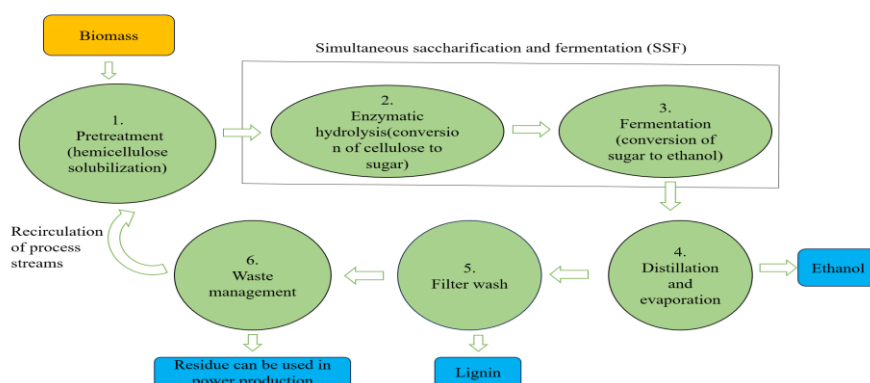 Biomass
Simultaneous saccharification and fermentation (SSF)
1.
Pretreatment
(hemicellulose
solubilization)
2.
Enzymatic
hydrolysis(conversio
n of cellulose to
sugar)
3.
Fermentation
(conversion of
sugar to ethanol)
Recirculation
of process
streams
6.
Waste
management
5.
Filter wash
4.
Distillation
and
evaporation
Ethanol
Residue can be used in
power production
Lignin